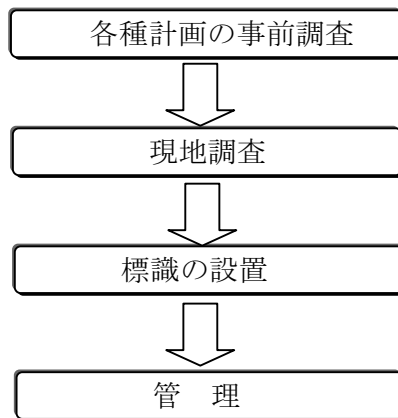 各種計画の事前調査
現地調査
標識の設置
管　理